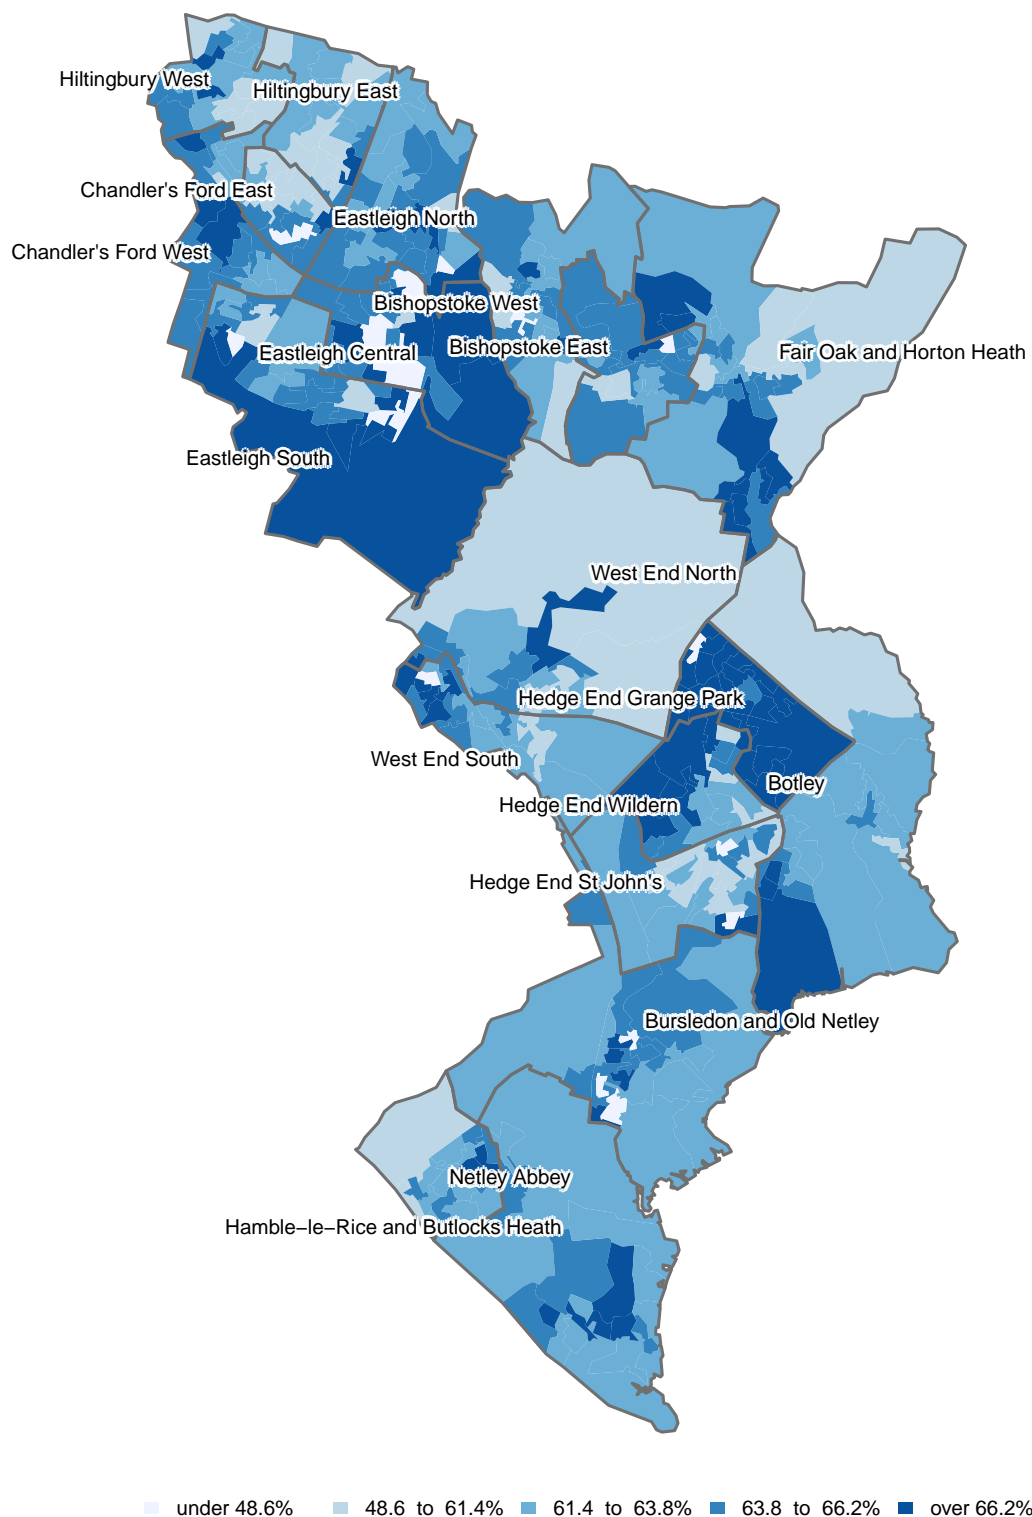 Hiltingbury West
Hiltingbury East
Chandler's Ford East
Eastleigh North
Chandler's Ford West
Bishopstoke West
Bishopstoke East
Eastleigh Central
Fair Oak and Horton Heath
Eastleigh South
West End North
Hedge End Grange Park
West End South
Botley
Hedge End Wildern
Hedge End St John's
Bursledon and Old Netley
Netley Abbey
Hamble−le−Rice and Butlocks Heath
under 48.6% 48.6 to 61.4% 61.4 to 63.8% 63.8 to 66.2% over 66.2%